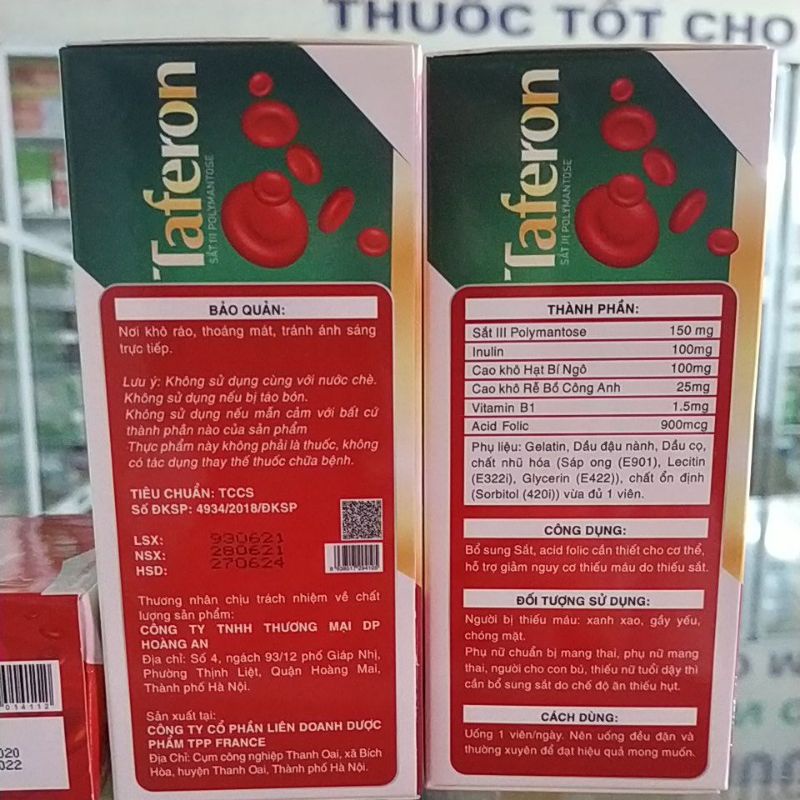 THUỐC TỐT CHO
Taferon
SẮT III POLYMANTOSE
BẢO QUẢN:
Nơi khô ráo, thoáng mát, tránh ánh sáng
trực tiếp.
Lưu ý: Không sử dụng cùng với nước chè.
Không sử dụng nếu bị táo bón.
Không sử dụng nếu mẫn cảm với bất cứ
thành phần nào của sản phẩm
-Thực phẩm này không phải là thuốc, không
có tác dụng thay thế thuốc chữa bệnh.
TIÊU CHUẨN: TCCS
Số ĐKSP: 4934/2018/ĐKSP
LSX: 930621
NSX: 280621
HSD: 270624
Thương nhân chịu trách nhiệm về chất
lượng sản phẩm:
CÔNG TY TNHH THƯƠNG MẠI DP
HOÀNG AN
Địa chỉ: Số 4, ngách 93/12 phố Giáp Nhị,
Phường Thịnh Liệt, Quận Hoàng Mai,
Thành phố Hà Nội.
Sản xuất tại:
CÔNG TY CỔ PHẦN LIÊN DOANH DƯỢC
PHẨM TPP FRANCE
Địa Chỉ: Cụm công nghiệp Thanh Oai, xã Bích
Hòa, huyện Thanh Oai, Thành phố Hà Nội.
Taferon
SẮT III POLYMANTOSE
THÀNH PHẦN:
Sắt III Polymantose 150 mg
Inulin 100mg
Cao khô Hạt Bí Ngô 100mg
Cao khô Rễ Bồ Công Anh 25mg
Vitamin B1 1.5mg
Acid Folic 900mcg
Phụ liệu: Gelatin, Dầu đậu nành, Dầu cọ,
chất nhũ hóa (Sáp ong (E901), Lecitin
(E322i), Glycerin (E422)), chất ổn định
(Sorbitol (420i)) vừa đủ 1 viên.
CÔNG DỤNG:
Bổ sung Sắt, acid folic cần thiết cho cơ thể,
hỗ trợ giảm nguy cơ thiếu máu do thiếu sắt.
ĐỐI TƯỢNG SỬ DỤNG:
Người bị thiếu máu: xanh xao, gầy yếu,
chóng mặt.
Phụ nữ chuẩn bị mang thai, phụ nữ mang
thai, người cho con bú, thiếu nữ tuổi dậy thì
cần bổ sung sắt do chế độ ăn thiếu hụt.
CÁCH DÙNG:
Uống 1 viên/ngày. Nên uống đều đặn và
thường xuyên để đạt hiệu quả mong muốn.
014112
020
022